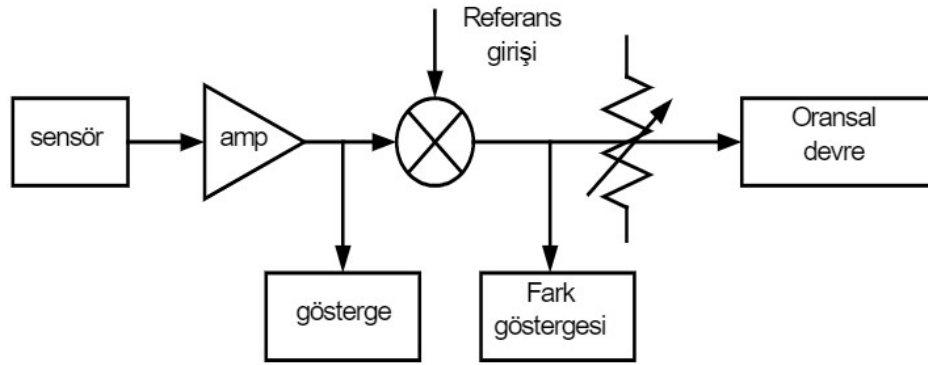 Referans
girişi
sensör
amp
Oransal
devre
gösterge
Fark
göstergesi